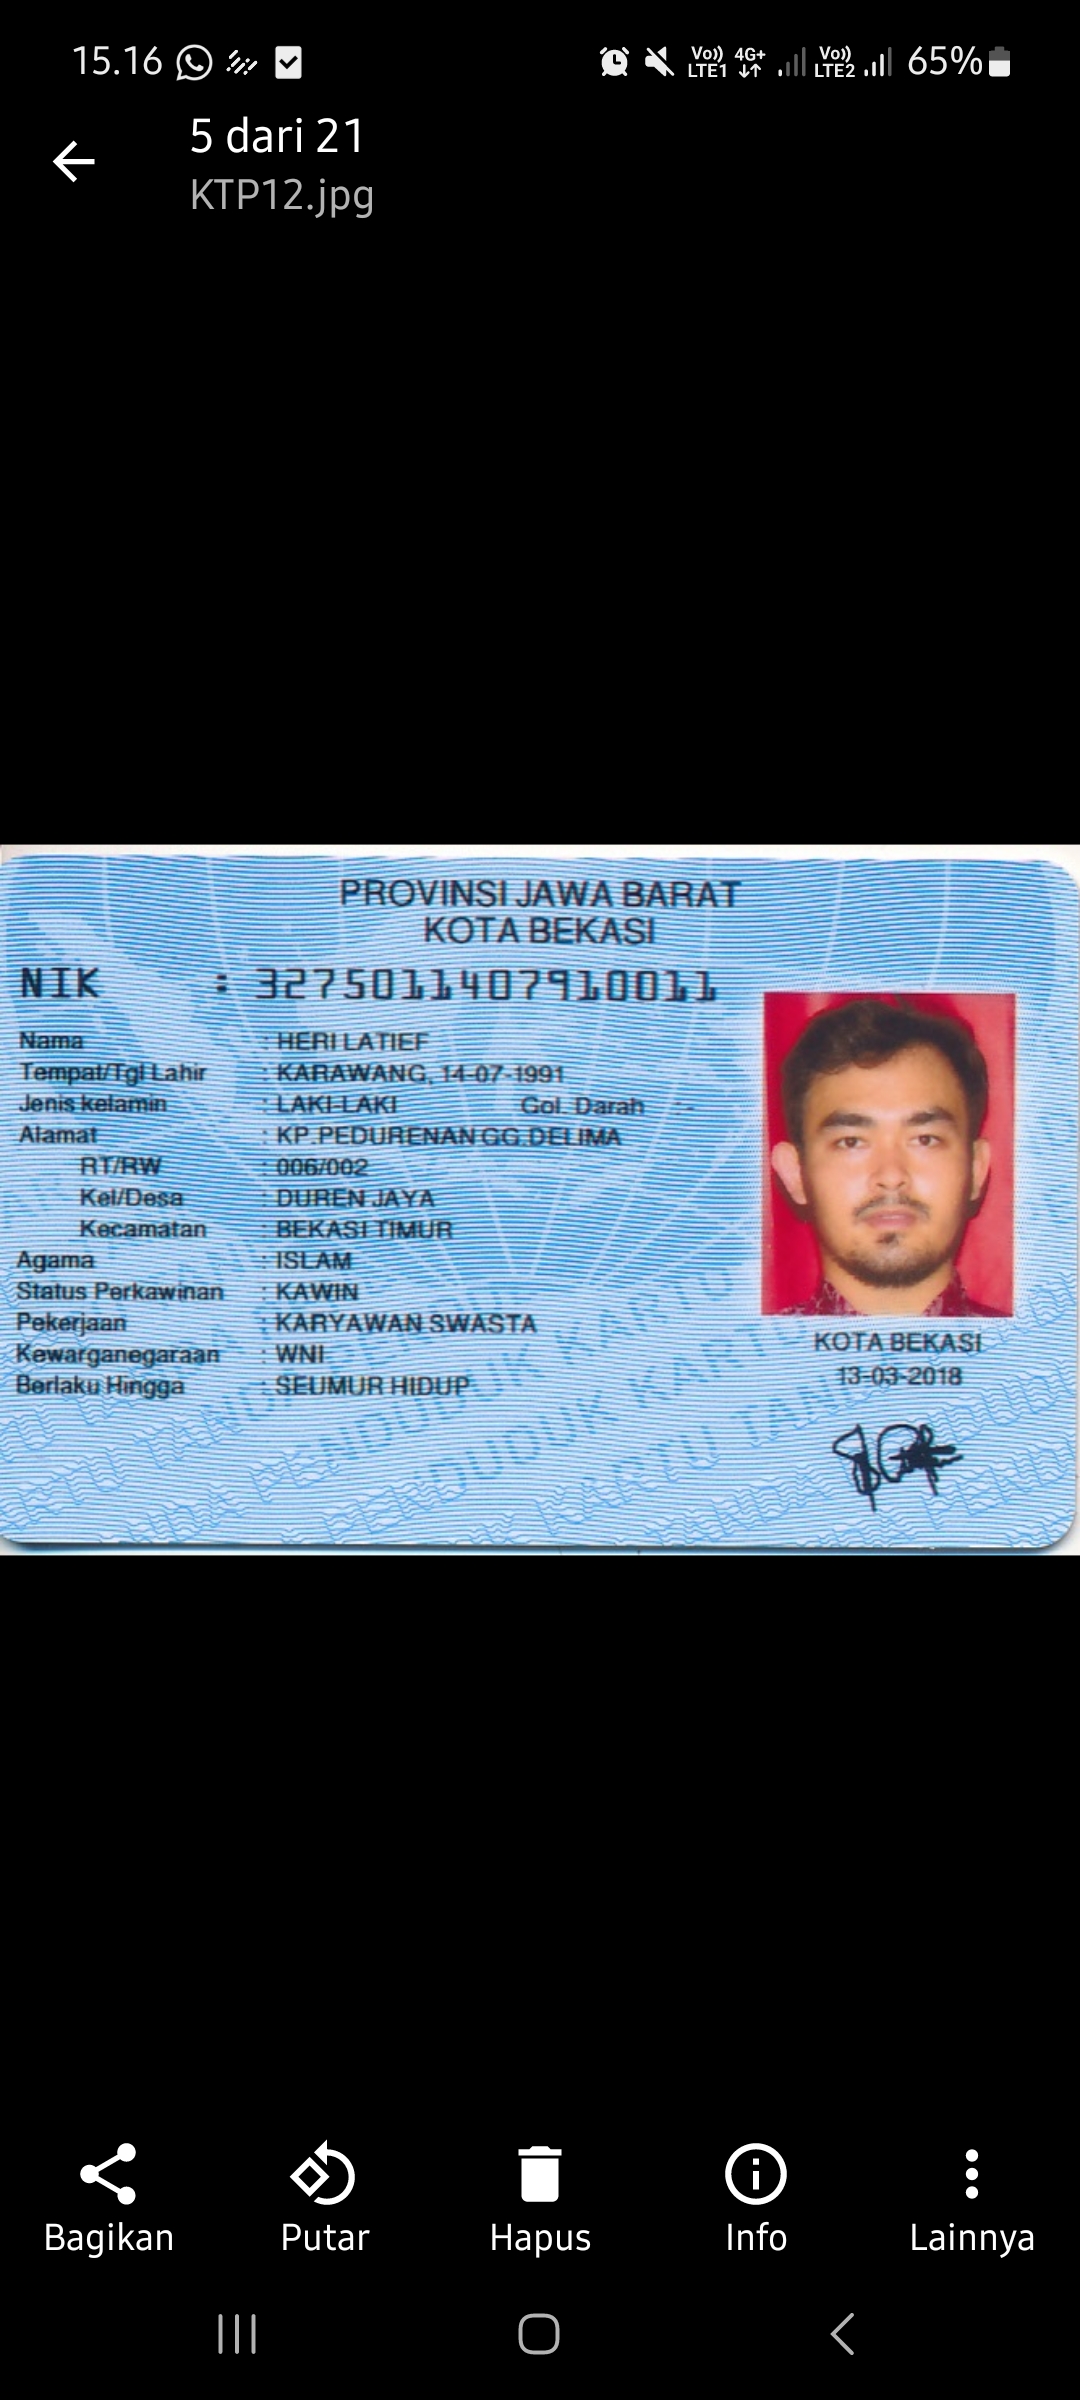 15.16 Vo)) LTE1 4G+ Vo)) LTE2 65%
5 dari 21
KTP12.jpg
PROVINSI JAWA BARAT
KOTA BEKASI
NIK : 3275011407910011
Nama : HERI LATIEF
Tempat/Tgl Lahir : KARAWANG, 14-07-1991
Jenis kelamin : LAKI-LAKI Gol. Darah : -
Alamat : KP.PEDURENAN GG.DELIMA
RT/RW : 006/002
Kel/Desa : DUREN JAYA
Kecamatan : BEKASI TIMUR
Agama : ISLAM
Status Perkawinan : KAWIN
Pekerjaan : KARYAWAN SWASTA
Kewarganegaraan : WNI
Berlaku Hingga : SEUMUR HIDUP
KOTA BEKASI
13-03-2018
Bagikan Putar Hapus Info Lainnya